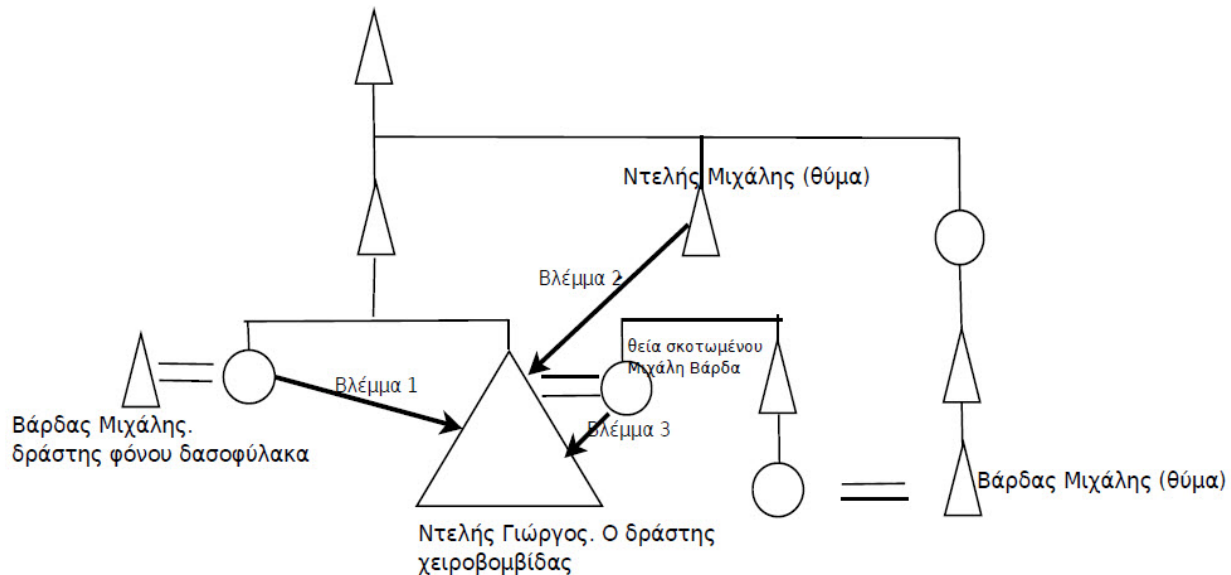 Ντελής Μιχάλης (θύμα)
Βλέμμα 2
θεία σκοτωμένου
Μιχάλη Βάρδα
Βλέμμα 1
Βλέμμα 3
Βάρδας Μιχάλης.
δράστης φόνου δασοφύλακα
Βάρδας Μιχάλης (θύμα)
Ντελής Γιώργος. Ο δράστης
χειροβομβίδας